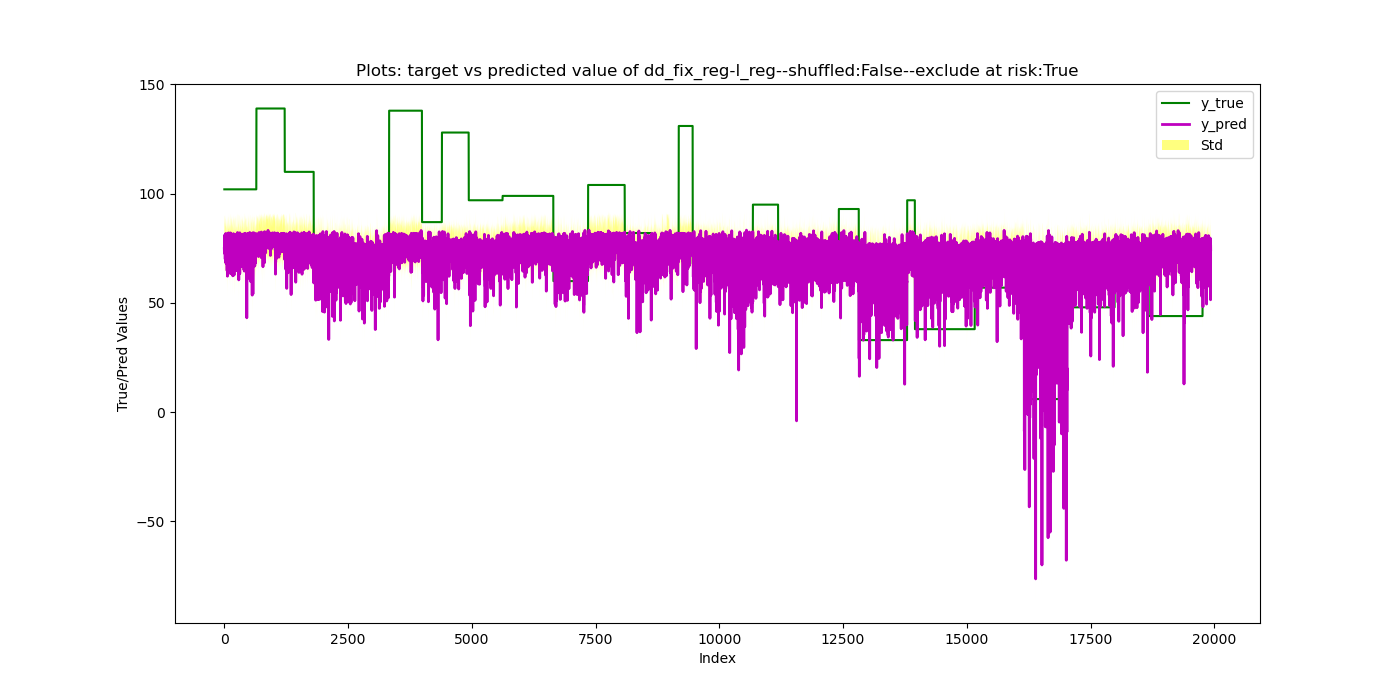 Plots: target vs predicted value of dd_fix_reg-l_reg--shuffled:False--exclude at risk:True
150
100
50
0
−50
True/Pred Values
y_true
y_pred
Std
0
2500
5000
7500
10000
12500
15000
17500
20000
Index